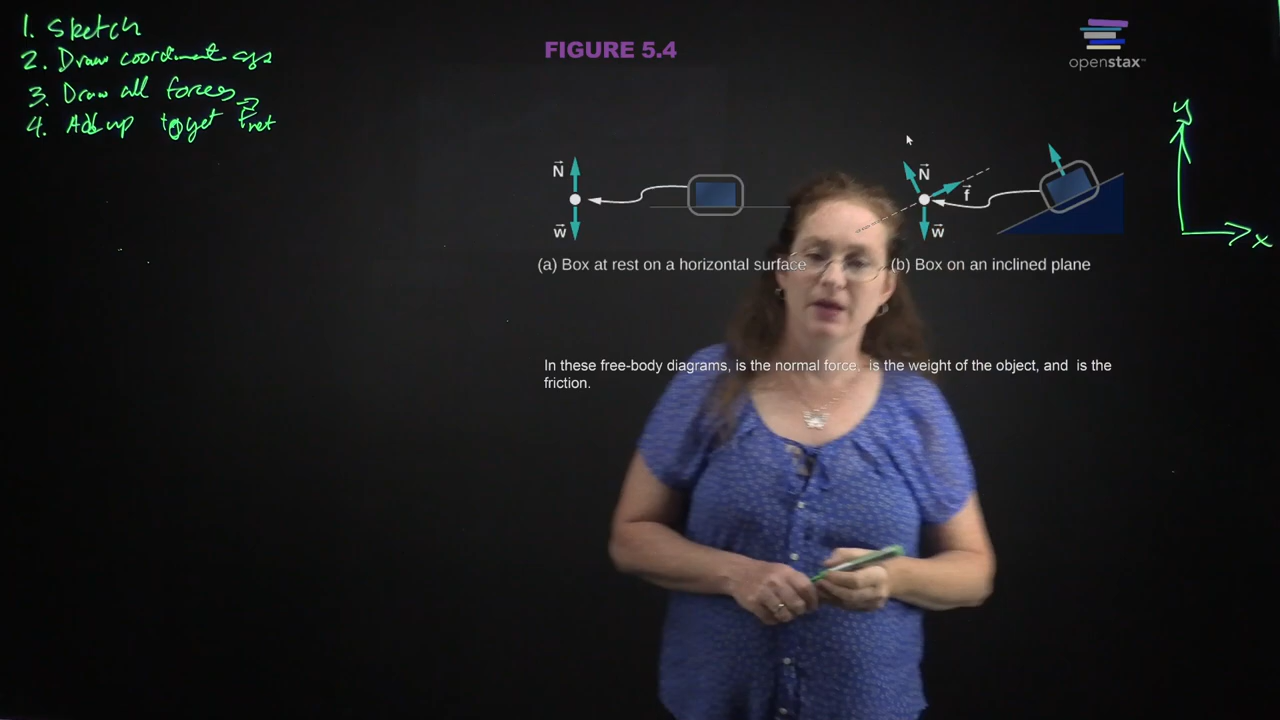 1. Sketch
2. Draw coordinate sys
3. Draw all forces
4. Add up to get F net
FIGURE 5.4
openstax™
y
x
N
w
N
f
w
(a) Box at rest on a horizontal surface
(b) Box on an inclined plane
In these free-body diagrams, is the normal force, is the weight of the object, and is the
friction.